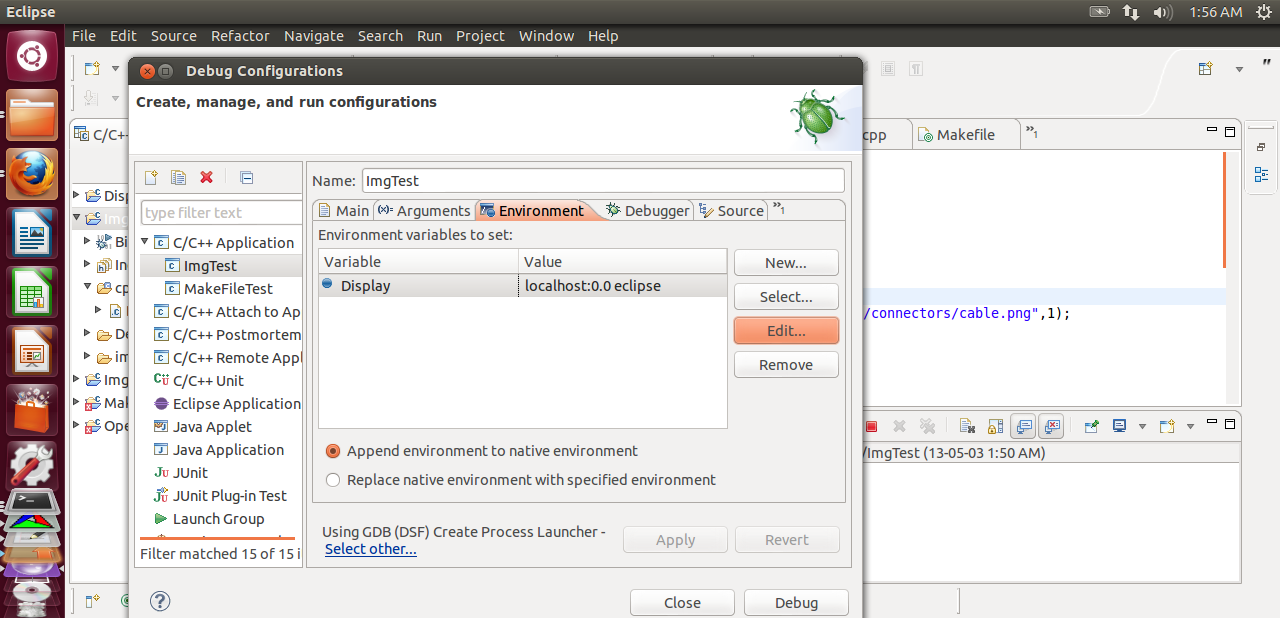 Eclipse
1:56 AM
File Edit Source Refactor Navigate Search Run Project Window Help
Debug Configurations
Create, manage, and run configurations
C/C+
cpp
Makefile
»1
Name: ImgTest
type filter text
Main (x)= Arguments Environment Debugger Source »1
Environment variables to set:
Variable Value
Display localhost:0.0 eclipse
New...
Select...
Edit...
Remove
C/C++ Application
ImgTest
MakeFileTest
C/C++ Attach to Ap
C/C++ Postmortem
C/C++ Remote Appl
C/C++ Unit
Eclipse Application
Java Applet
Java Application
JUnit
JUnit Plug-in Test
Launch Group
Filter matched 15 of 15 i
Append environment to native environment
Replace native environment with specified environment
Using GDB (DSF) Create Process Launcher -
Select other...
Apply Revert
Close Debug
Disp
Img
Bi
In
cp
De
im
Img
Mak
Ope
/connectors/cable.png",1);
/ImgTest (13-05-03 1:50 AM)